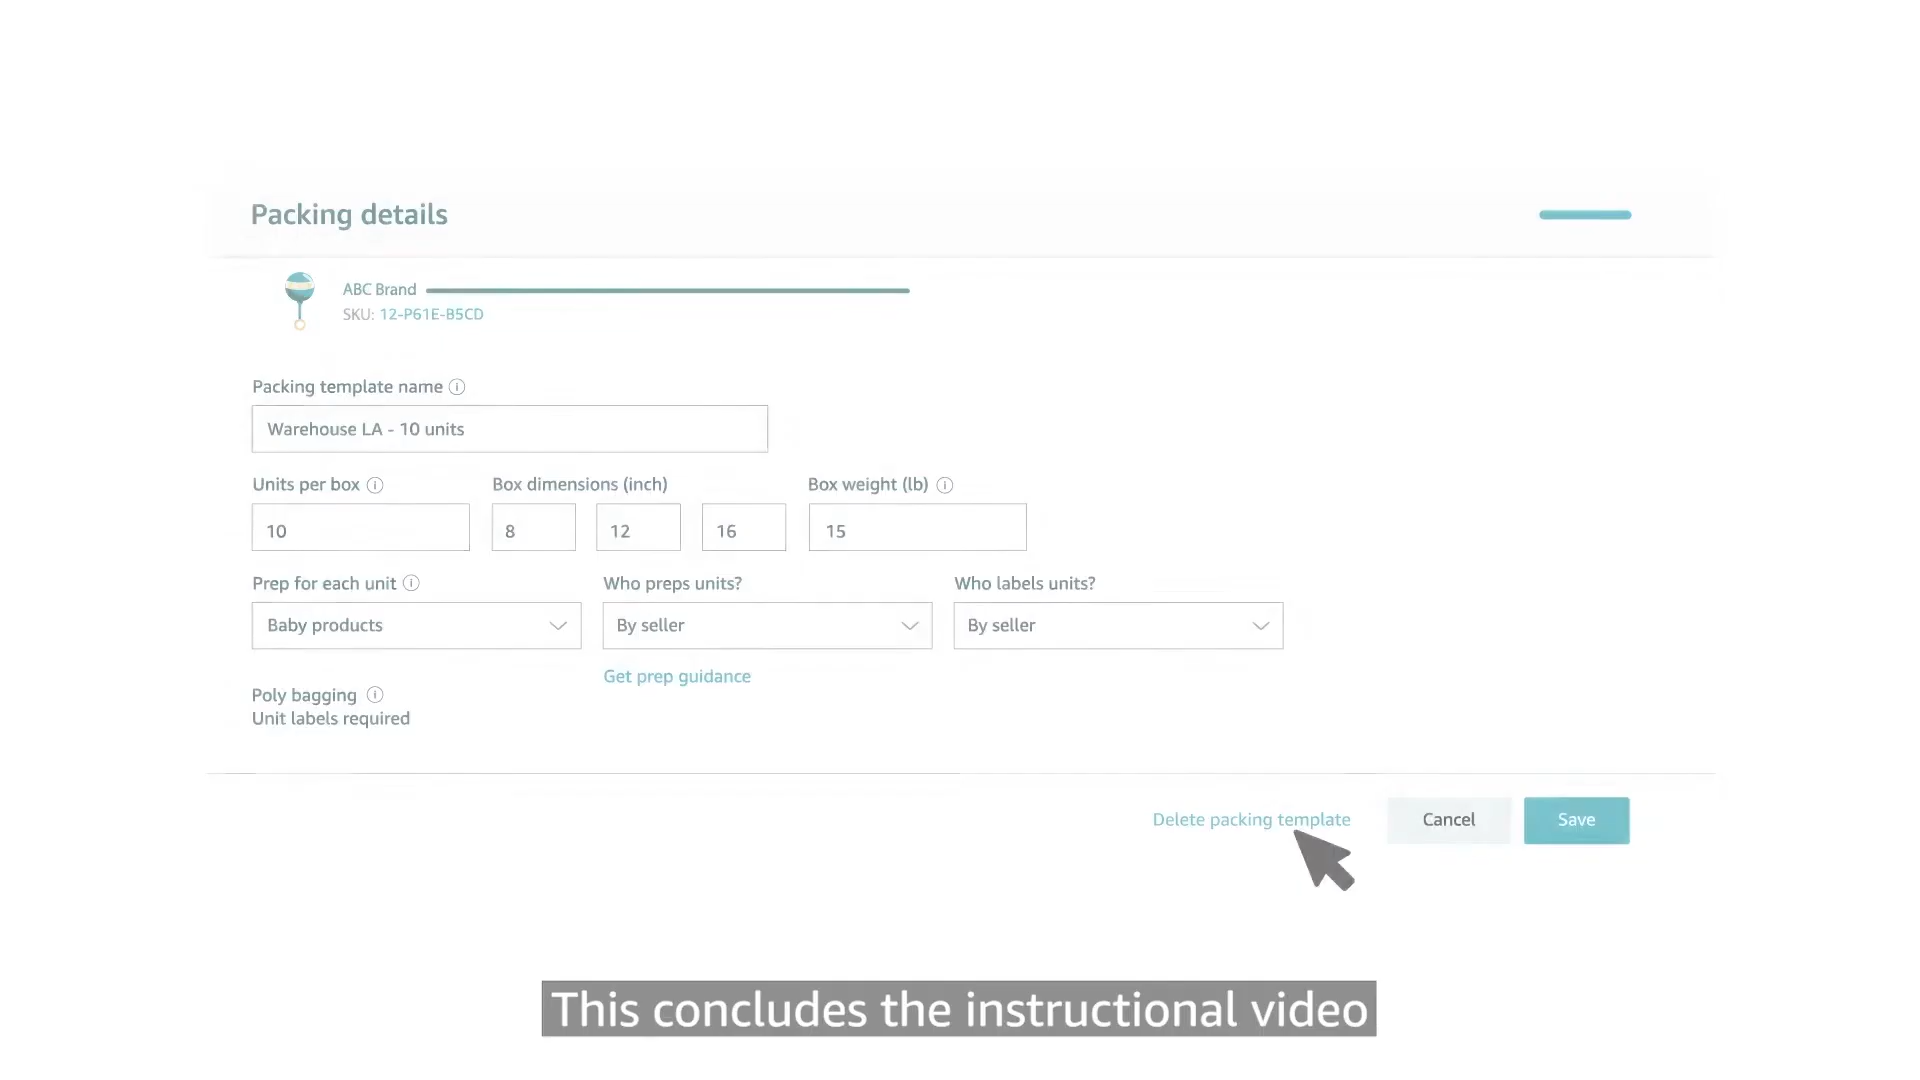 Packing details
ABC Brand
SKU: 12-P61E-B5CD
Packing template name
Warehouse LA - 10 units
Units per box Box dimensions (inch) Box weight (lb)
10 8 12 16 15
Prep for each unit Who preps units? Who labels units?
Baby products By seller By seller
Get prep guidance
Poly bagging
Unit labels required
Delete packing template Cancel Save
This concludes the instructional video